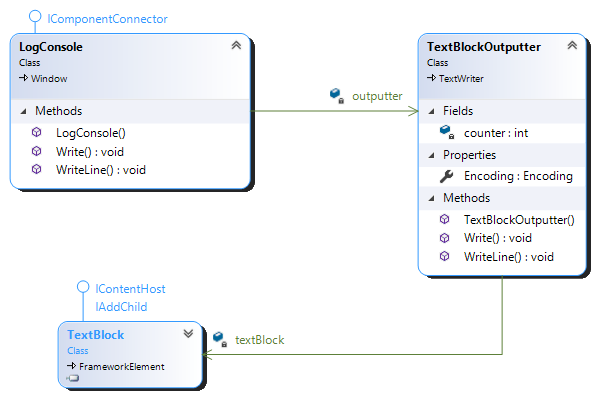 IComponentConnector
LogConsole
Class
Window
Methods
LogConsole()
Write() : void
WriteLine() : void
outputter
TextBlockOutputter
Class
TextWriter
Fields
counter : int
Properties
Encoding : Encoding
Methods
TextBlockOutputter()
Write() : void
WriteLine() : void
IContentHost
IAddChild
TextBlock
Class
FrameworkElement
textBlock